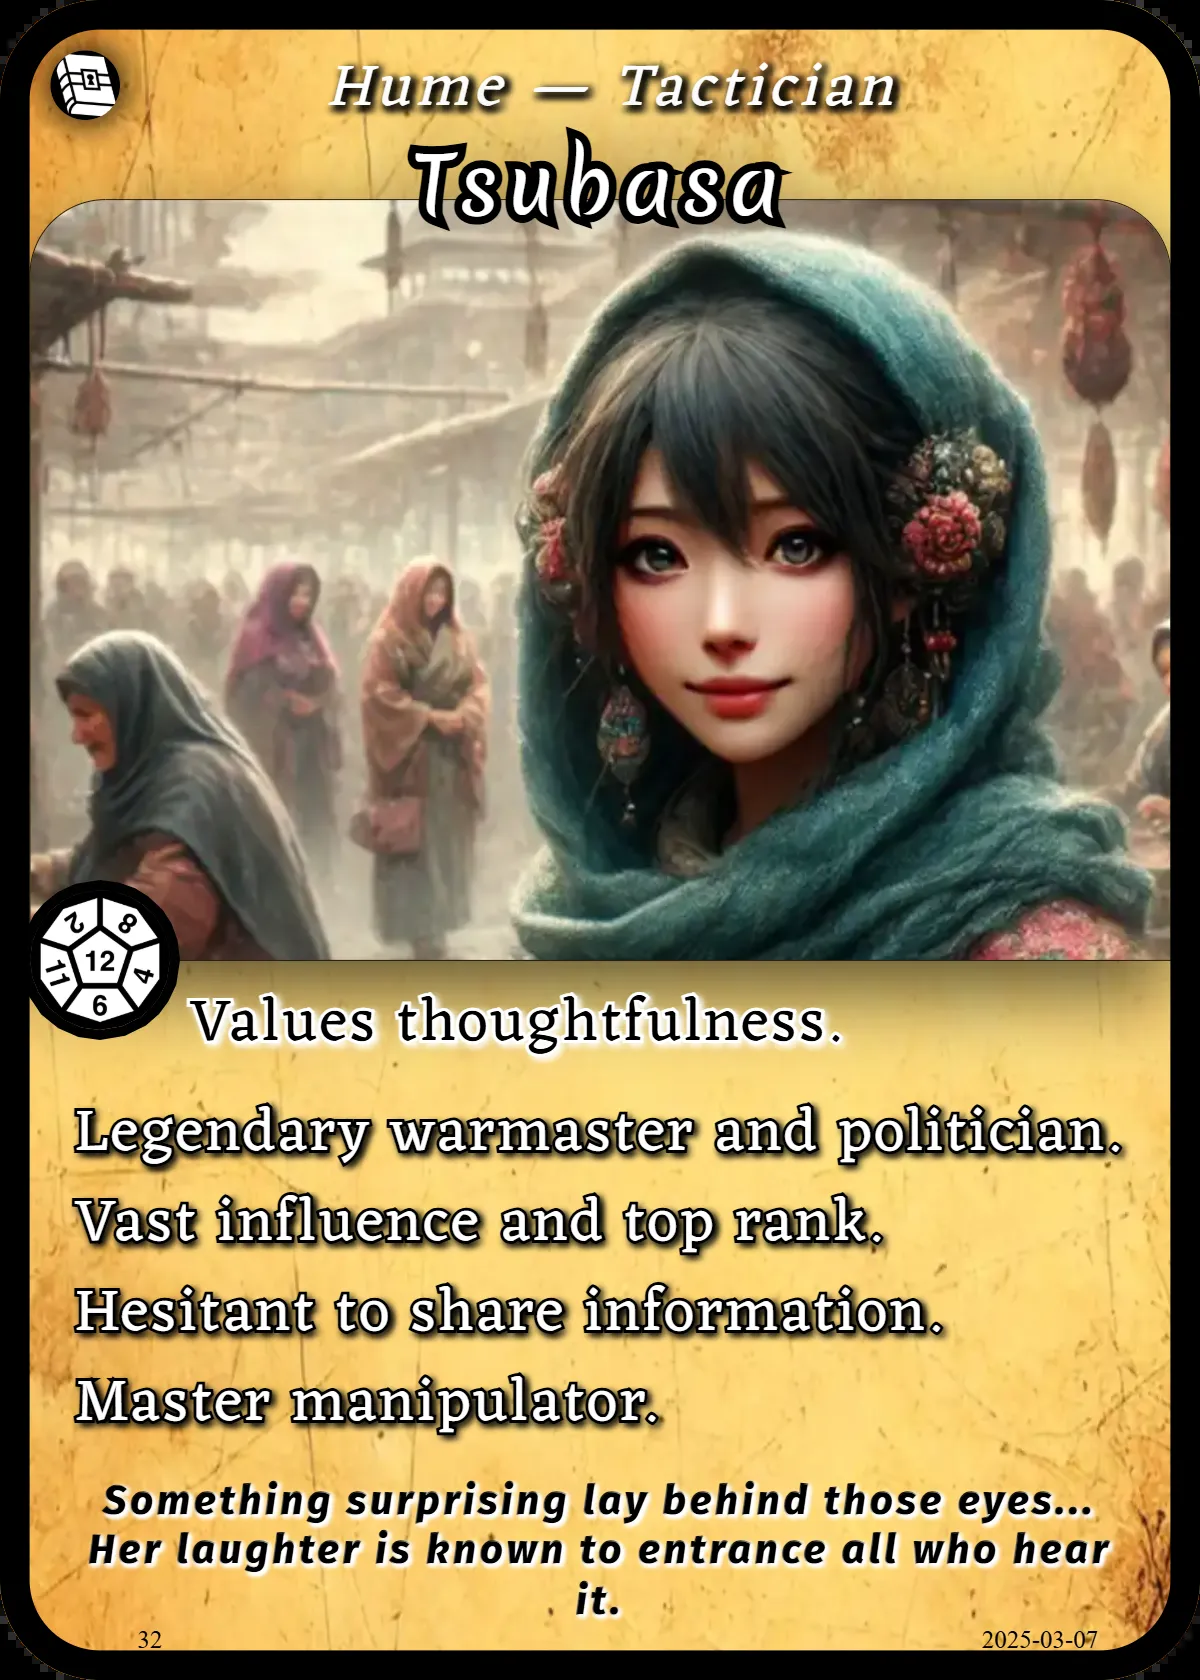 Hume — Tactician
Tsubasa
2 8
12
11 4
6
Values thoughtfulness.
Legendary warmaster and politician.
Vast influence and top rank.
Hesitant to share information.
Master manipulator.
Something surprising lay behind those eyes...
Her laughter is known to entrance all who hear
it.
32 2025-03-07